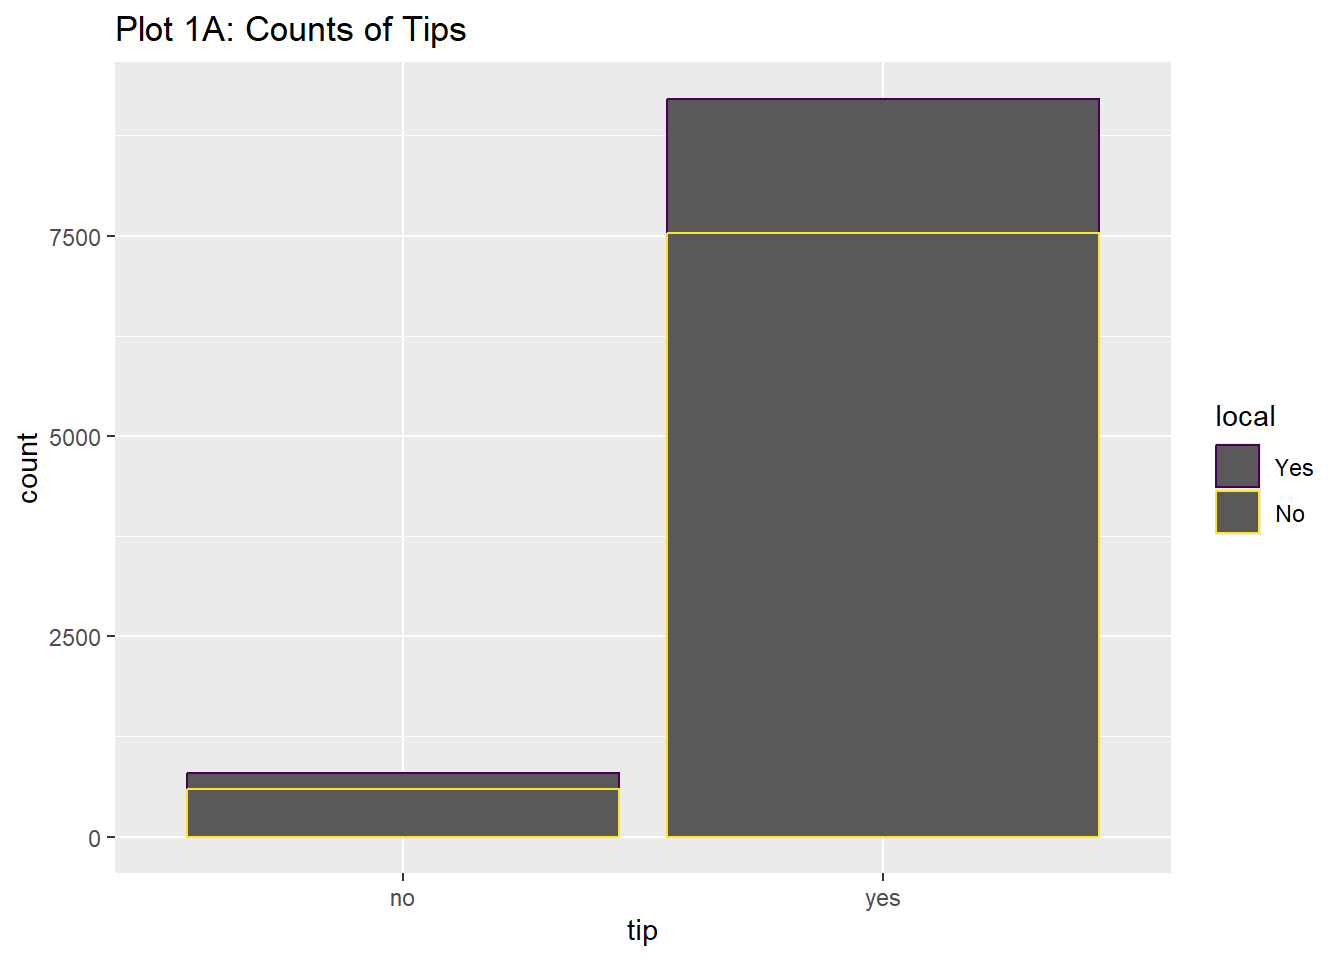 Plot 1A: Counts of Tips
7500
5000
2500
0
count
no
yes
tip
local
Yes
No